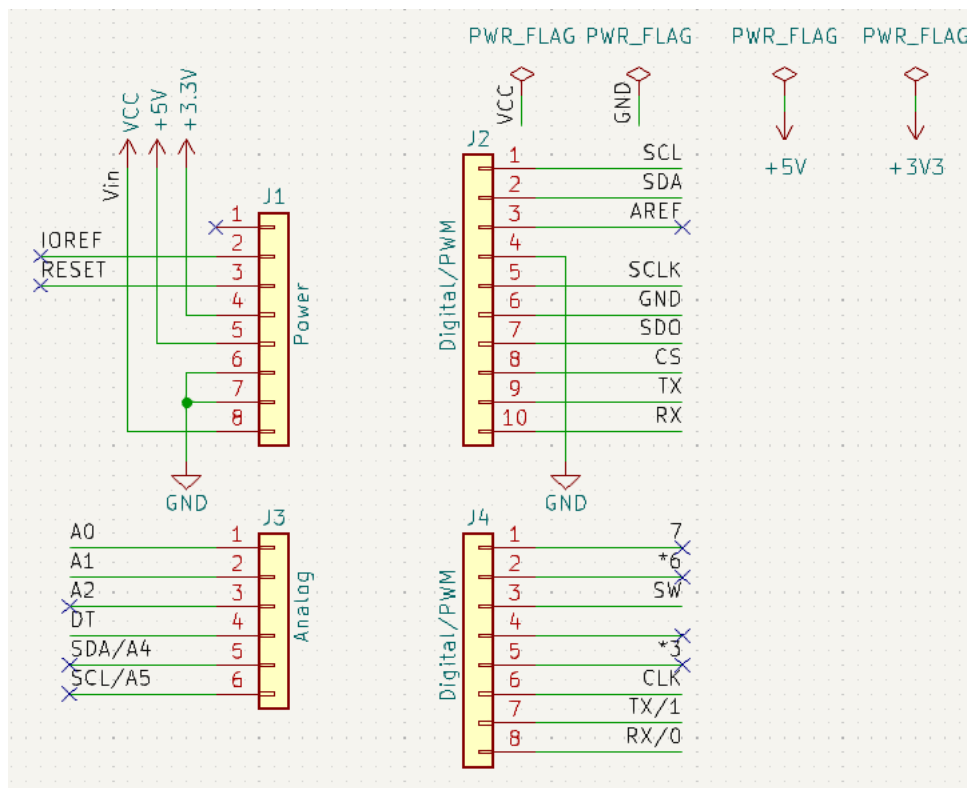 PWR_FLAG PWR_FLAG PWR_FLAG PWR_FLAG
VCC
GND
+5V
+3V3
VCC
+5V
+3.3V
Vin
J1
1
IOREF 2
RESET 3
4
5
6
7
8
Power
GND
J2
1 SCL
2 SDA
3 AREF
4
5 SCLK
6 GND
7 SDO
8 CS
9 TX
10 RX
Digital/PWM
GND
J3
A0 1
A1 2
A2 3
DT 4
SDA/A4 5
SCL/A5 6
Analog
J4
1 7
2 *6
3 SW
4
5 *3
6 CLK
7 TX/1
8 RX/0
Digital/PWM